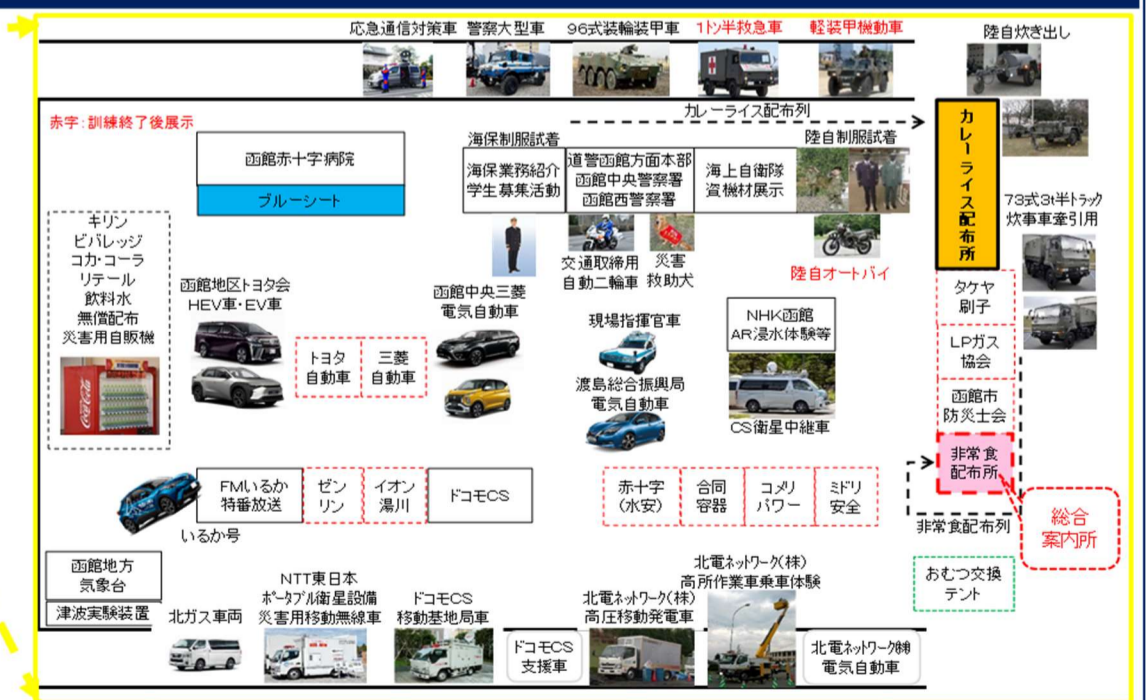 応急通信対策車 警察大型車 96式装輪装甲車 1トン半救急車 軽装甲機動車
陸自炊き出し
赤字:訓練終了後展示
カレーライス配布列
函館赤十字病院
ブルーシート
海保制服試着
海保業務紹介
学生募集活動
道警函館方面本部
函館中央警察署
函館西警察署
海上自衛隊
資機材展示
陸自制服試着
カレーライス配布所
73式3t半トラック
炊事車牽引用
キリン
ビバレッジ
コカ・コーラ
リテール
飲料水
無償配布
災害用自販機
Coca-Cola
函館地区トヨタ会
HEV車・EV車
トヨタ
自動車
三菱
自動車
函館中央三菱
電気自動車
交通取締用
自動二輪車
災害
救助犬
陸自オートバイ
現場指揮官車
渡島総合振興局
電気自動車
NHK函館
AR浸水体験等
CS衛星中継車
タケヤ
刷子
LPガス
協会
函館市
防災士会
非常食
配布所
非常食配布列
総合
案内所
いるか号
FMいるか
特番放送
ゼン
リン
イオン
湯川
ドコモCS
赤十字
(水安)
合同
容器
コメリ
パワー
ミドリ
安全
おむつ交換
テント
函館地方
気象台
津波実験装置
北ガス車両
NTT東日本
ポータブル衛星設備
災害用移動無線車
ドコモCS
移動基地局車
ドコモCS
支援車
北電ネットワーク(株)
高圧移動発電車
北電ネットワーク(株)
高所作業車乗車体験
北電ネットワーク㈱
電気自動車